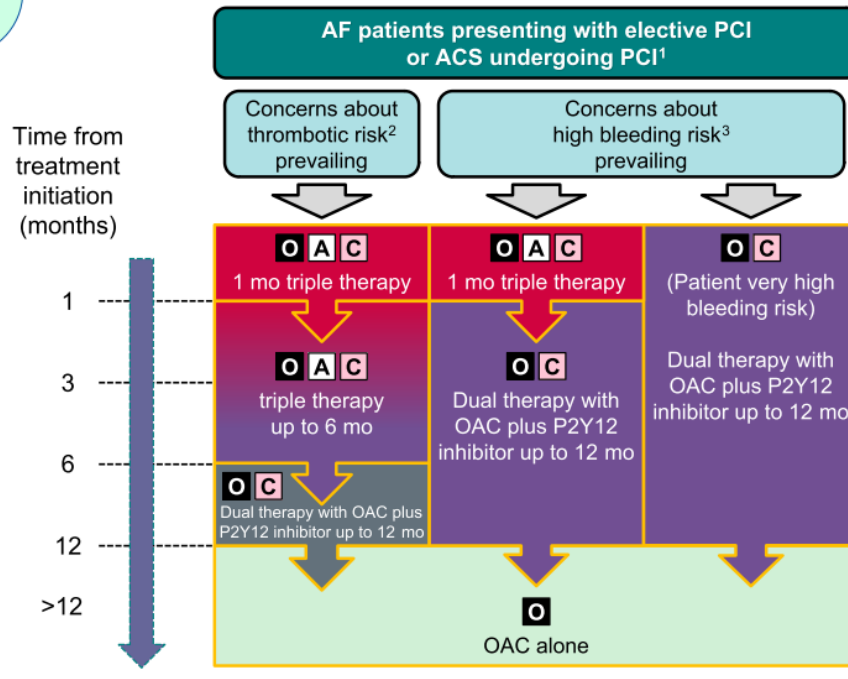 AF patients presenting with elective PCI
or ACS undergoing PCI¹
Concerns about
thrombotic risk²
prevailing
Concerns about
high bleeding risk³
prevailing
Time from
treatment
initiation
(months)
1
3
6
12
>12
O A C
1 mo triple therapy
O A C
triple therapy
up to 6 mo
O C
Dual therapy with OAC plus
P2Y12 inhibitor up to 12 mo
O A C
1 mo triple therapy
O C
Dual therapy with
OAC plus P2Y12
inhibitor up to 12 mo
O C
(Patient very high
bleeding risk)
Dual therapy with
OAC plus P2Y12
inhibitor up to 12 mo
O
OAC alone